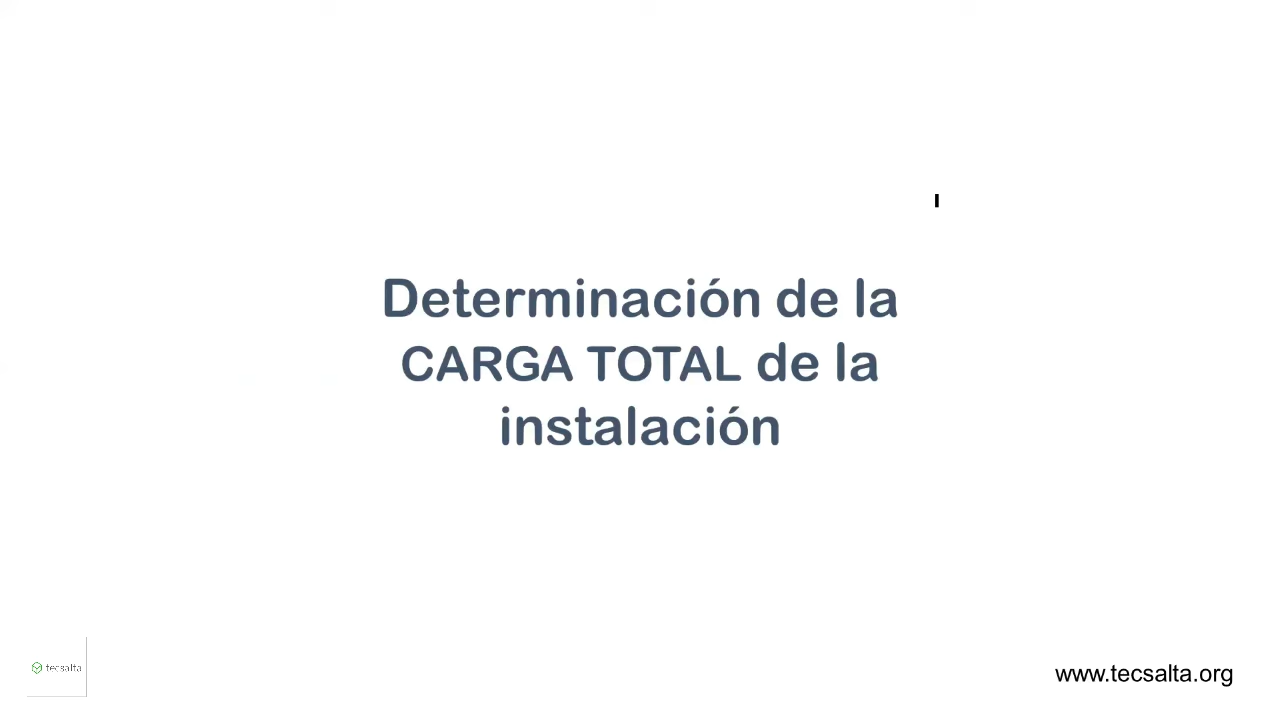 Determinación de la
CARGA TOTAL de la
instalación
tecsalta
www.tecsalta.org